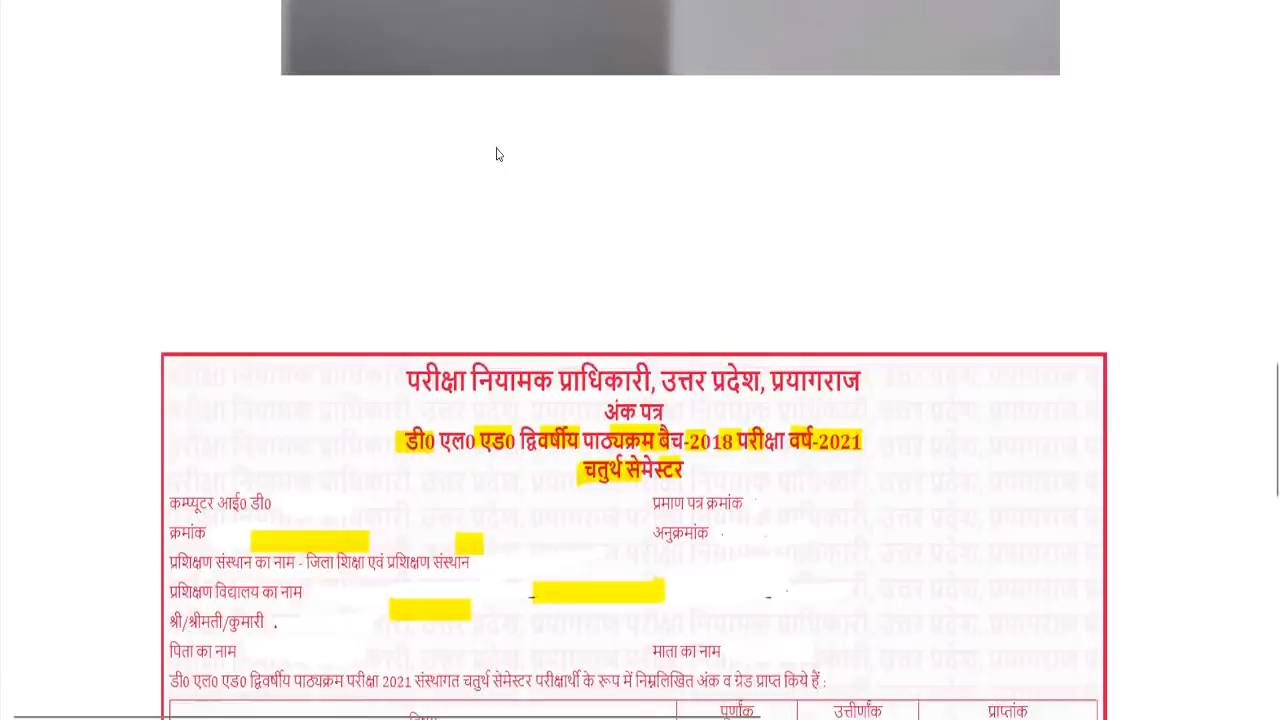 परीक्षा नियामक प्राधिकारी, उत्तर प्रदेश, प्रयागराज
अंक पत्र
डी0 एल0 एड0 द्विवर्षीय पाठ्यक्रम बैच-2018 परीक्षा वर्ष-2021
चतुर्थ सेमेस्टर
कम्प्यूटर आई0 डी0 प्रमाण पत्र क्रमांक
क्रमांक अनुक्रमांक
प्रशिक्षण संस्थान का नाम - जिला शिक्षा एवं प्रशिक्षण संस्थान
प्रशिक्षण विद्यालय का नाम
श्री/श्रीमती/कुमारी
पिता का नाम माता का नाम
डी0 एल0 एड0 द्विवर्षीय पाठ्यक्रम परीक्षा 2021 संस्थागत चतुर्थ सेमेस्टर परीक्षार्थी के रूप में निम्नलिखित अंक व ग्रेड प्राप्त किये हैं :
पूर्णांक उत्तीर्णांक प्राप्तांक